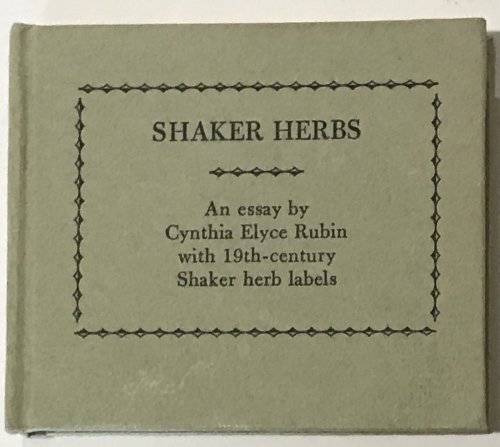 SHAKER HERBS
An essay by
Cynthia Elyce Rubin
with 19th-century
Shaker herb labels